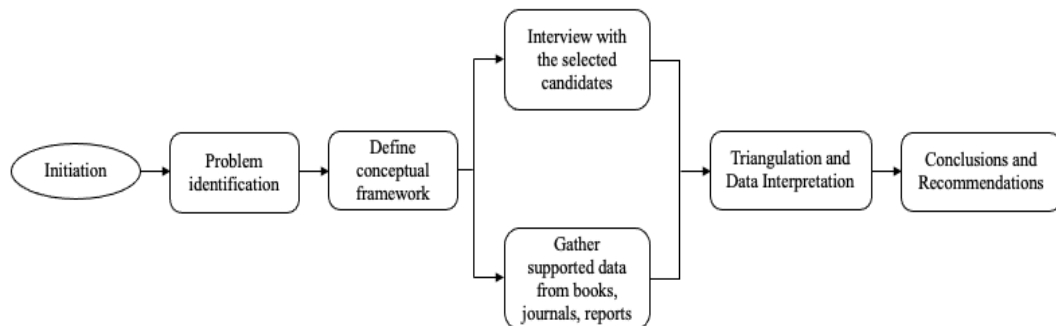 Initiation
Problem
identification
Define
conceptual
framework
Interview with
the selected
candidates
Gather
supported data
from books,
journals, reports
Triangulation and
Data Interpretation
Conclusions and
Recommendations